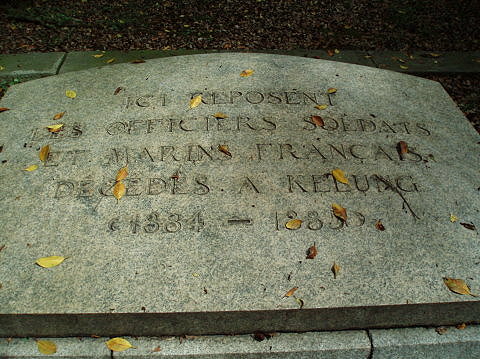 ICI REPOSENT
LES OFFICIERS SOLDATS
ET MARINS FRANÇAIS
DÉCÉDÉS A KELUNG
(1884 - 1885)